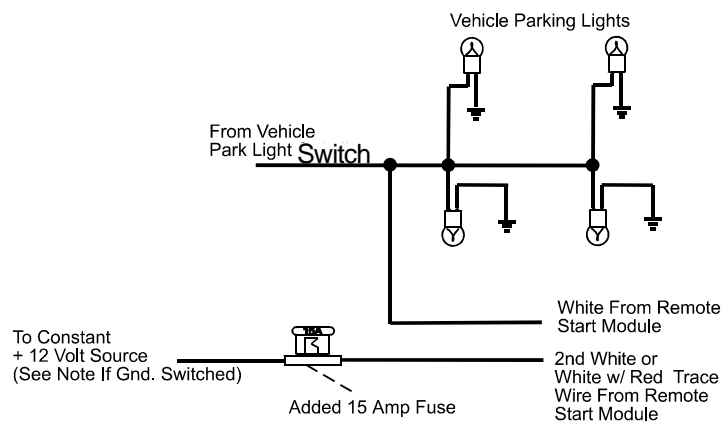 Vehicle Parking Lights
From Vehicle
Park Light Switch
White From Remote
Start Module
15A
To Constant
+ 12 Volt Source
(See Note If Gnd. Switched)
Added 15 Amp Fuse
2nd White or
White w/ Red Trace
Wire From Remote
Start Module